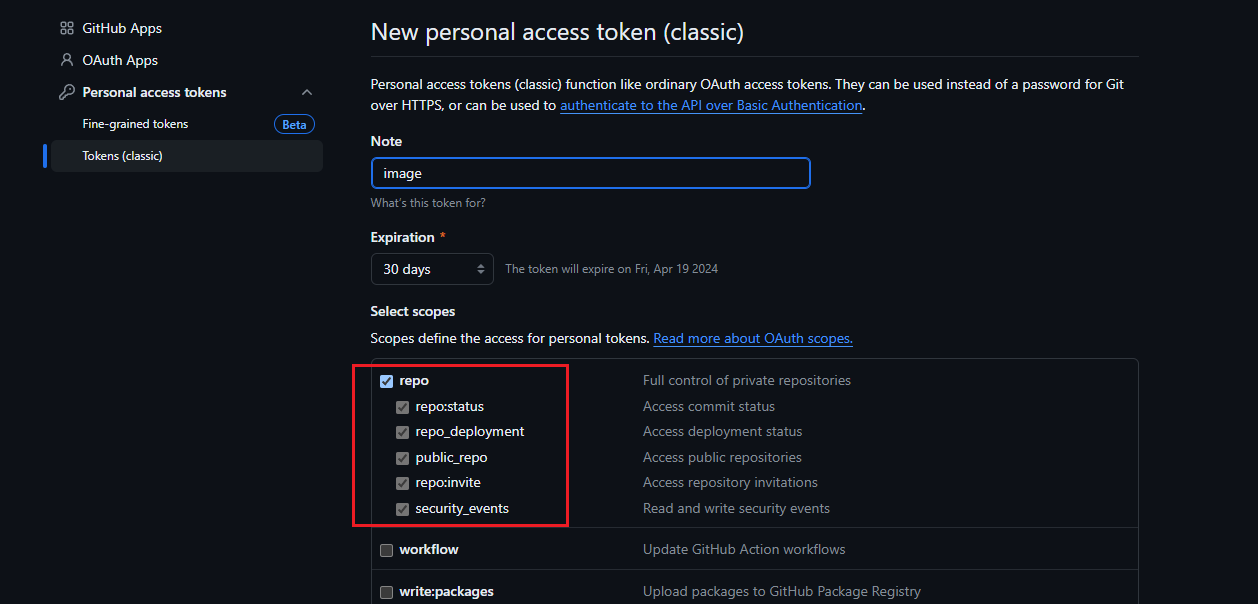 GitHub Apps
OAuth Apps
Personal access tokens
Fine-grained tokens Beta
Tokens (classic)
New personal access token (classic)
Personal access tokens (classic) function like ordinary OAuth access tokens. They can be used instead of a password for Git
over HTTPS, or can be used to authenticate to the API over Basic Authentication.
Note
image
What's this token for?
Expiration *
30 days The token will expire on Fri, Apr 19 2024
Select scopes
Scopes define the access for personal tokens. Read more about OAuth scopes.
repo Full control of private repositories
repo:status Access commit status
repo_deployment Access deployment status
public_repo Access public repositories
repo:invite Access repository invitations
security_events Read and write security events
workflow Update GitHub Action workflows
write:packages Upload packages to GitHub Package Registry